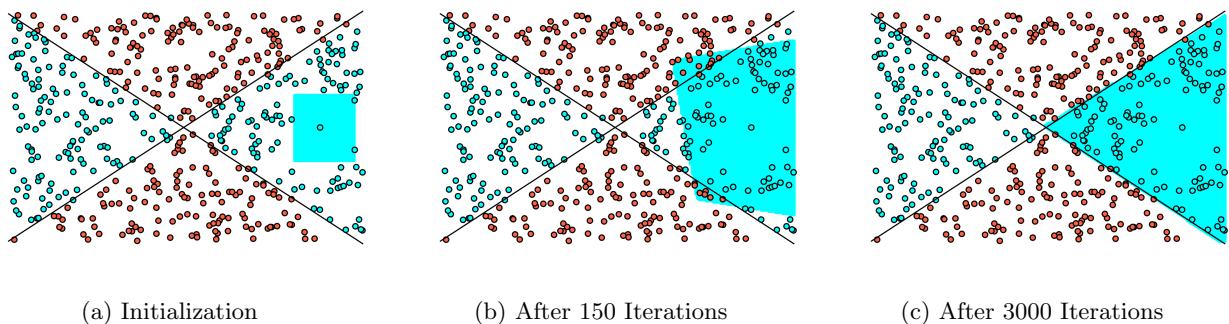 (a) Initialization
(b) After 150 Iterations
(c) After 3000 Iterations